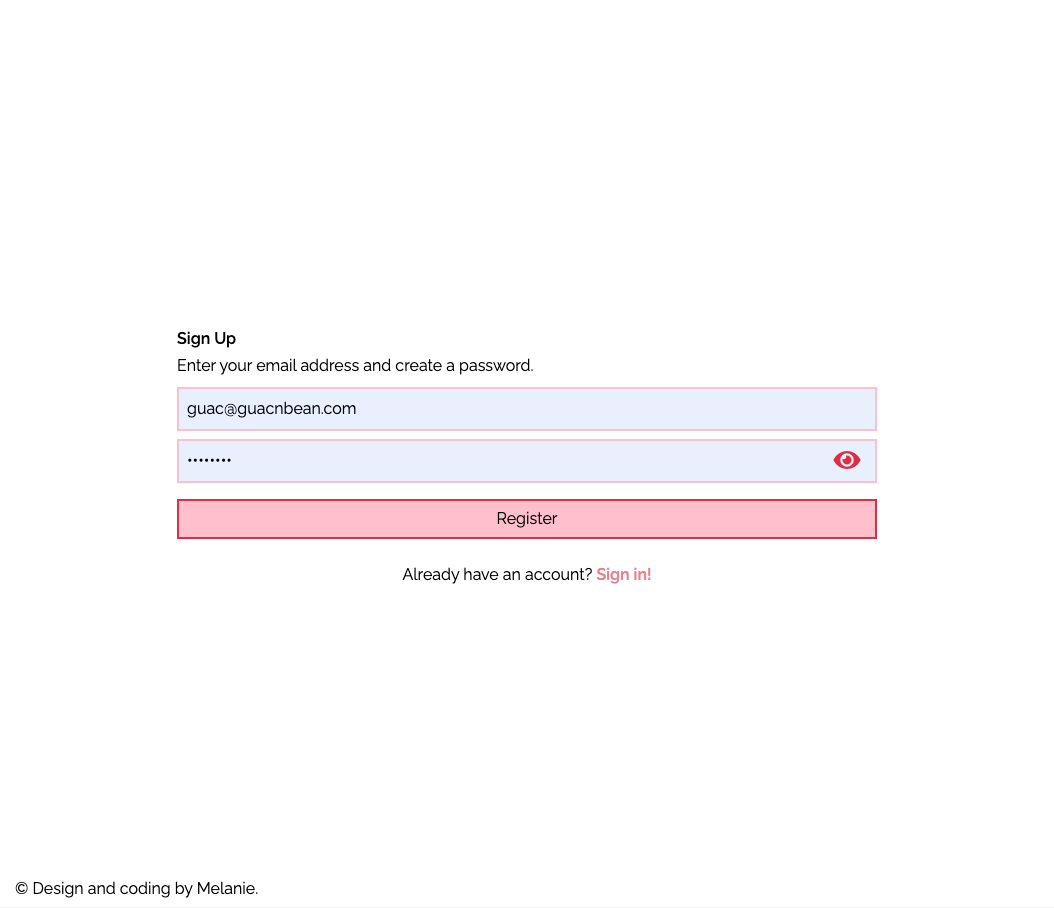 Sign Up
Enter your email address and create a password.
guac@guacnbean.com
••••••••
Register
Already have an account? Sign in!
© Design and coding by Melanie.